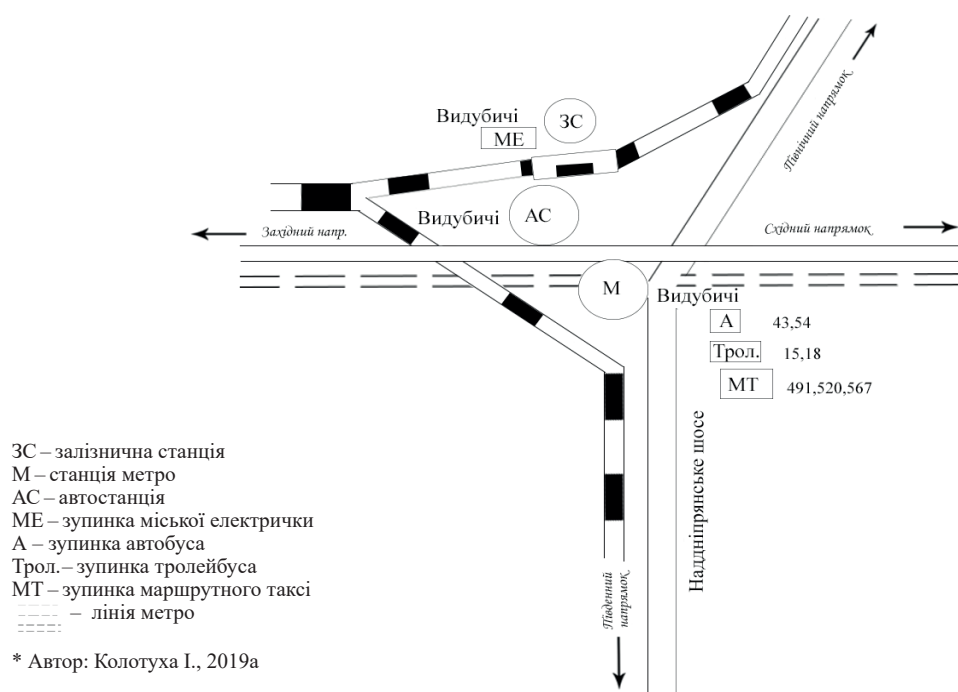 Видубичі
ЗС
МЕ
Північний напрямок
Видубичі
АС
Західний напр.
Східний напрямок
М
Видубичі
А 43,54
Трол. 15,18
МТ 491,520,567
Наддніпрянське шосе
Південний
напрямок
ЗС – залізнична станція
М – станція метро
АС – автостанція
МЕ – зупинка міської електрички
А – зупинка автобуса
Трол.– зупинка тролейбуса
МТ – зупинка маршрутного таксі
– лінія метро
* Автор: Колотуха І., 2019а